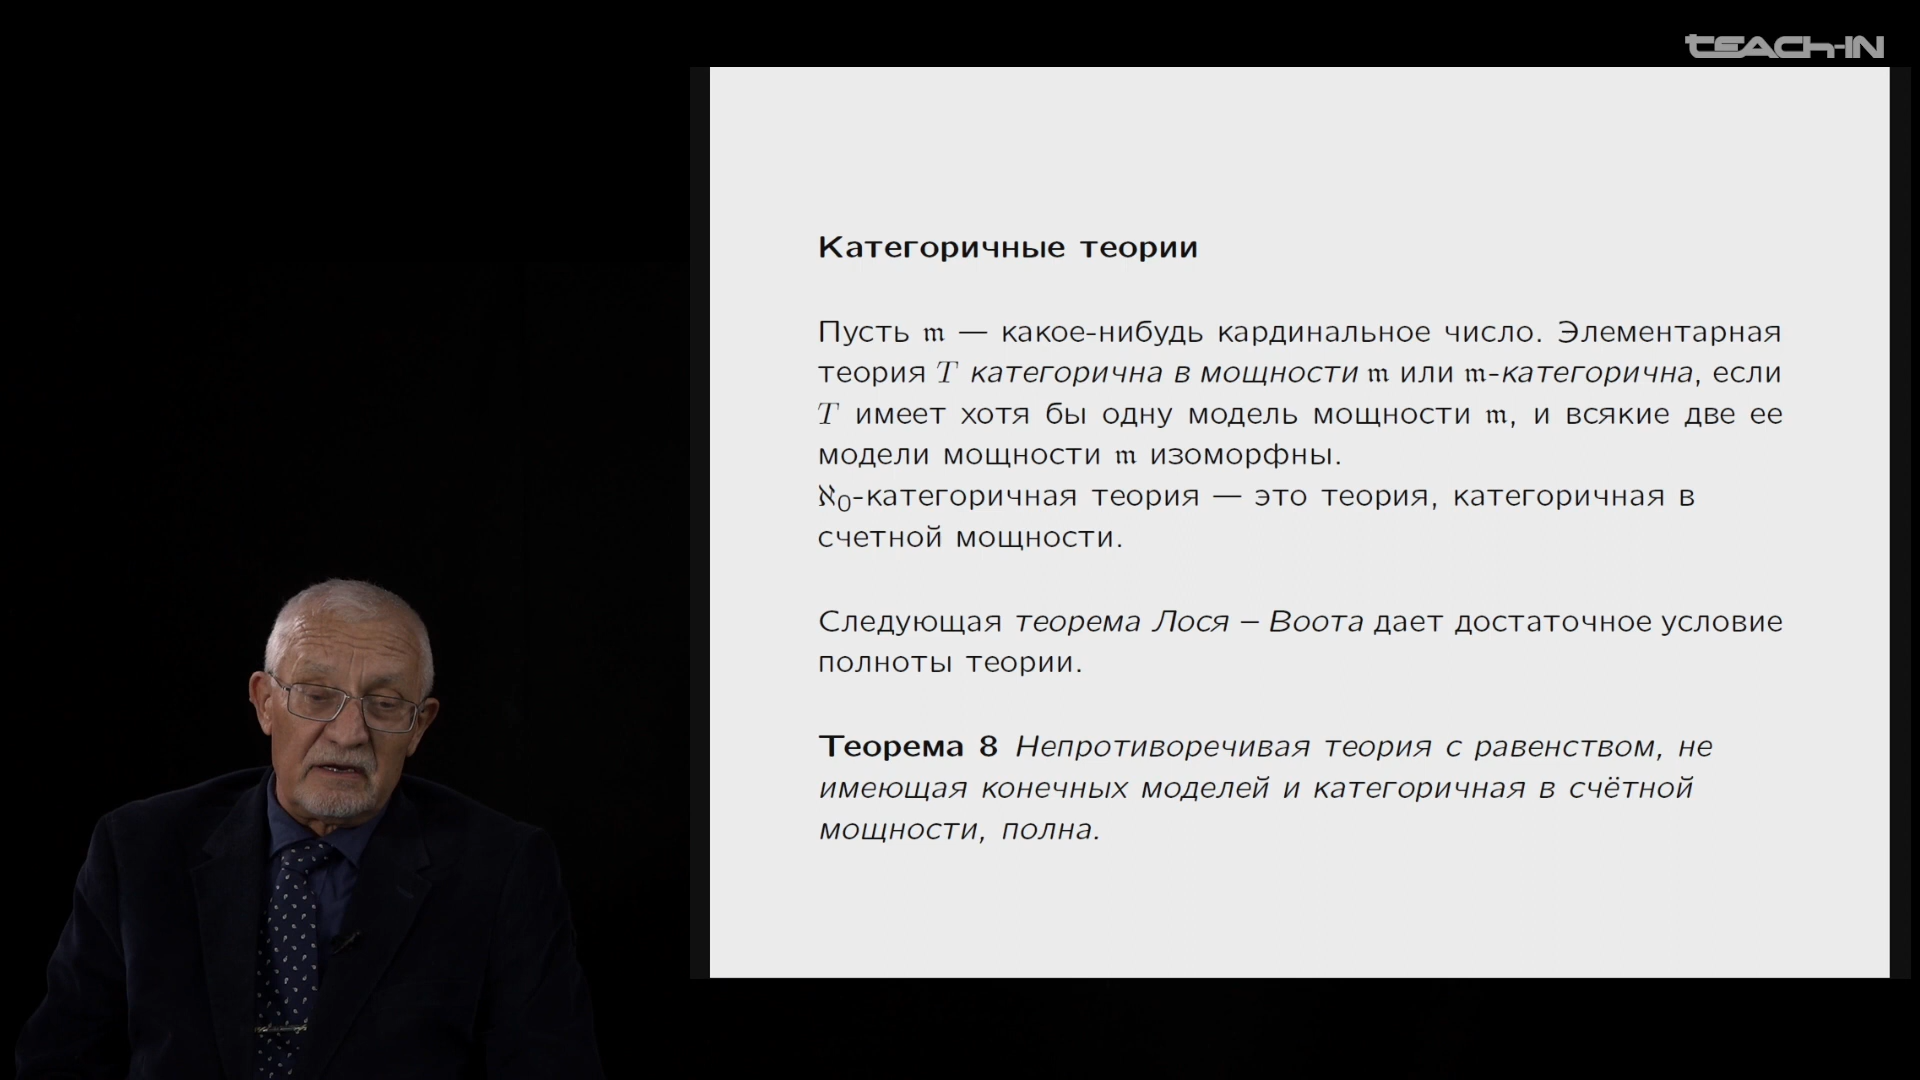 teach-in
Категоричные теории
Пусть 𝔪 — какое-нибудь кардинальное число. Элементарная
теория T категорична в мощности 𝔪 или 𝔪-категорична, если
T имеет хотя бы одну модель мощности 𝔪, и всякие две ее
модели мощности 𝔪 изоморфны.
ℵ₀-категоричная теория — это теория, категоричная в
счетной мощности.
Следующая теорема Лося – Воота дает достаточное условие
полноты теории.
Теорема 8 Непротиворечивая теория с равенством, не
имеющая конечных моделей и категоричная в счётной
мощности, полна.